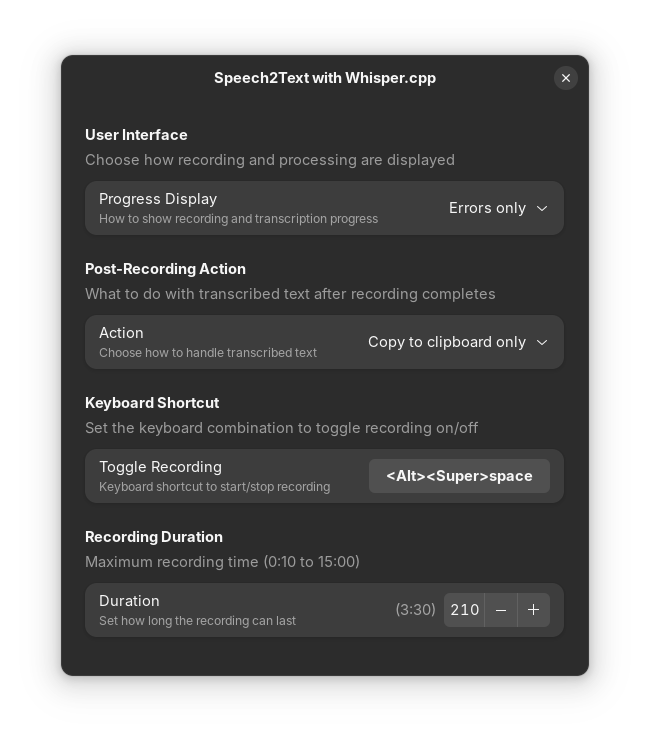 Speech2Text with Whisper.cpp
User Interface
Choose how recording and processing are displayed
Progress Display
How to show recording and transcription progress
Errors only
Post-Recording Action
What to do with transcribed text after recording completes
Action
Choose how to handle transcribed text
Copy to clipboard only
Keyboard Shortcut
Set the keyboard combination to toggle recording on/off
Toggle Recording
Keyboard shortcut to start/stop recording
<Alt><Super>space
Recording Duration
Maximum recording time (0:10 to 15:00)
Duration
Set how long the recording can last
(3:30) 210